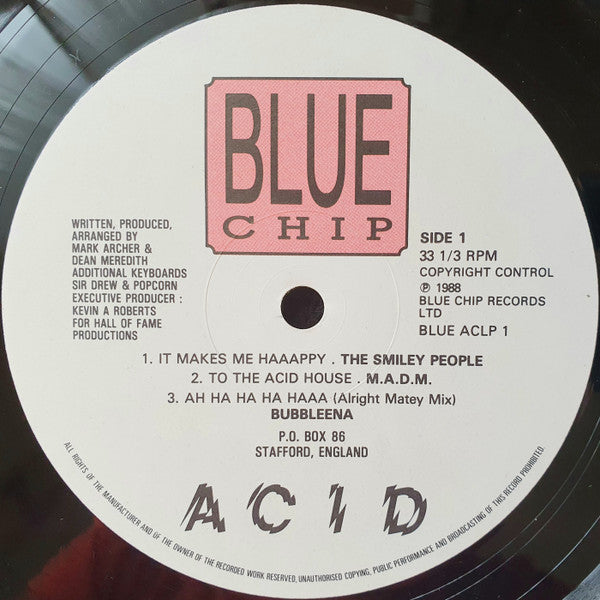 BLUE
CHIP
WRITTEN, PRODUCED,
ARRANGED BY
MARK ARCHER &
DEAN MEREDITH
ADDITIONAL KEYBOARDS
SIR DREW & POPCORN
EXECUTIVE PRODUCER :
KEVIN A ROBERTS
FOR HALL OF FAME
PRODUCTIONS
SIDE 1
33 1/3 RPM
COPYRIGHT CONTROL
℗ 1988
BLUE CHIP RECORDS
LTD
BLUE ACLP 1
1. IT MAKES ME HAAAPPY . THE SMILEY PEOPLE
2. TO THE ACID HOUSE . M.A.D.M.
3. AH HA HA HA HAAA (Alright Matey Mix)
BUBBLEENA
P.O. BOX 86
STAFFORD, ENGLAND
ACID
ALL RIGHTS OF THE MANUFACTURER AND OF THE OWNER OF THE RECORDED WORK RESERVED, UNAUTHORISED COPYING, PUBLIC PERFORMANCE AND BROADCASTING OF THIS RECORD PROHIBITED.